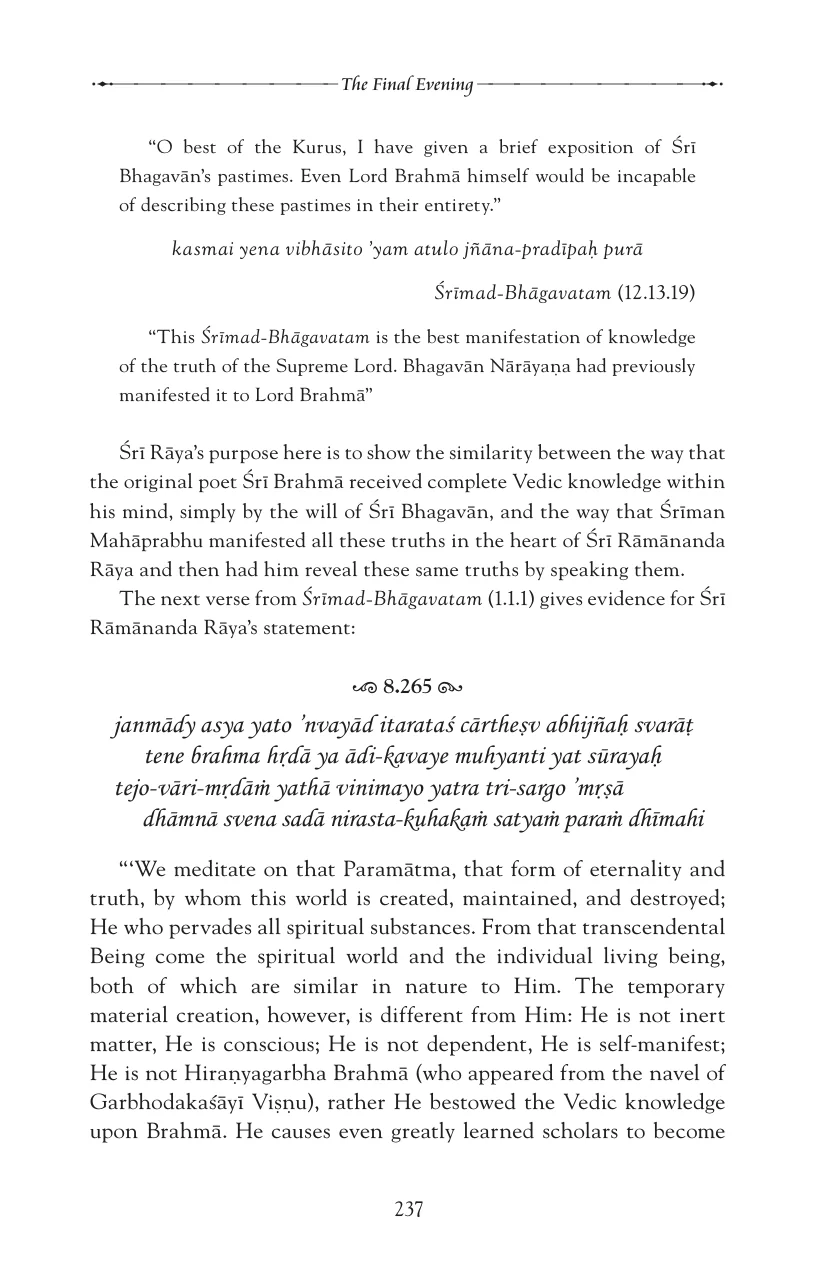 The Final Evening
“O best of the Kurus, I have given a brief exposition of Śrī
Bhagavān’s pastimes. Even Lord Brahmā himself would be incapable
of describing these pastimes in their entirety.”
kasmai yena vibhāsito ’yam atulo jñāna-pradīpaḥ purā
Śrīmad-Bhāgavatam (12.13.19)
“This Śrīmad-Bhāgavatam is the best manifestation of knowledge
of the truth of the Supreme Lord. Bhagavān Nārāyaṇa had previously
manifested it to Lord Brahmā”
Śrī Rāya’s purpose here is to show the similarity between the way that
the original poet Śrī Brahmā received complete Vedic knowledge within
his mind, simply by the will of Śrī Bhagavān, and the way that Śrīman
Mahāprabhu manifested all these truths in the heart of Śrī Rāmānanda
Rāya and then had him reveal these same truths by speaking them.
The next verse from Śrīmad-Bhāgavatam (1.1.1) gives evidence for Śrī
Rāmānanda Rāya’s statement:
8.265
janmādy asya yato ’nvayād itarataś cārtheṣv abhijñaḥ svarāṭ
tene brahma hṛdā ya ādi-kavaye muhyanti yat sūrayaḥ
tejo-vāri-mṛdāṁ yathā vinimayo yatra tri-sargo ’mṛṣā
dhāmnā svena sadā nirasta-kuhakaṁ satyaṁ paraṁ dhīmahi
“‘We meditate on that Paramātma, that form of eternality and
truth, by whom this world is created, maintained, and destroyed;
He who pervades all spiritual substances. From that transcendental
Being come the spiritual world and the individual living being,
both of which are similar in nature to Him. The temporary
material creation, however, is different from Him: He is not inert
matter, He is conscious; He is not dependent, He is self-manifest;
He is not Hiraṇyagarbha Brahmā (who appeared from the navel of
Garbhodakaśāyī Viṣṇu), rather He bestowed the Vedic knowledge
upon Brahmā. He causes even greatly learned scholars to become
237